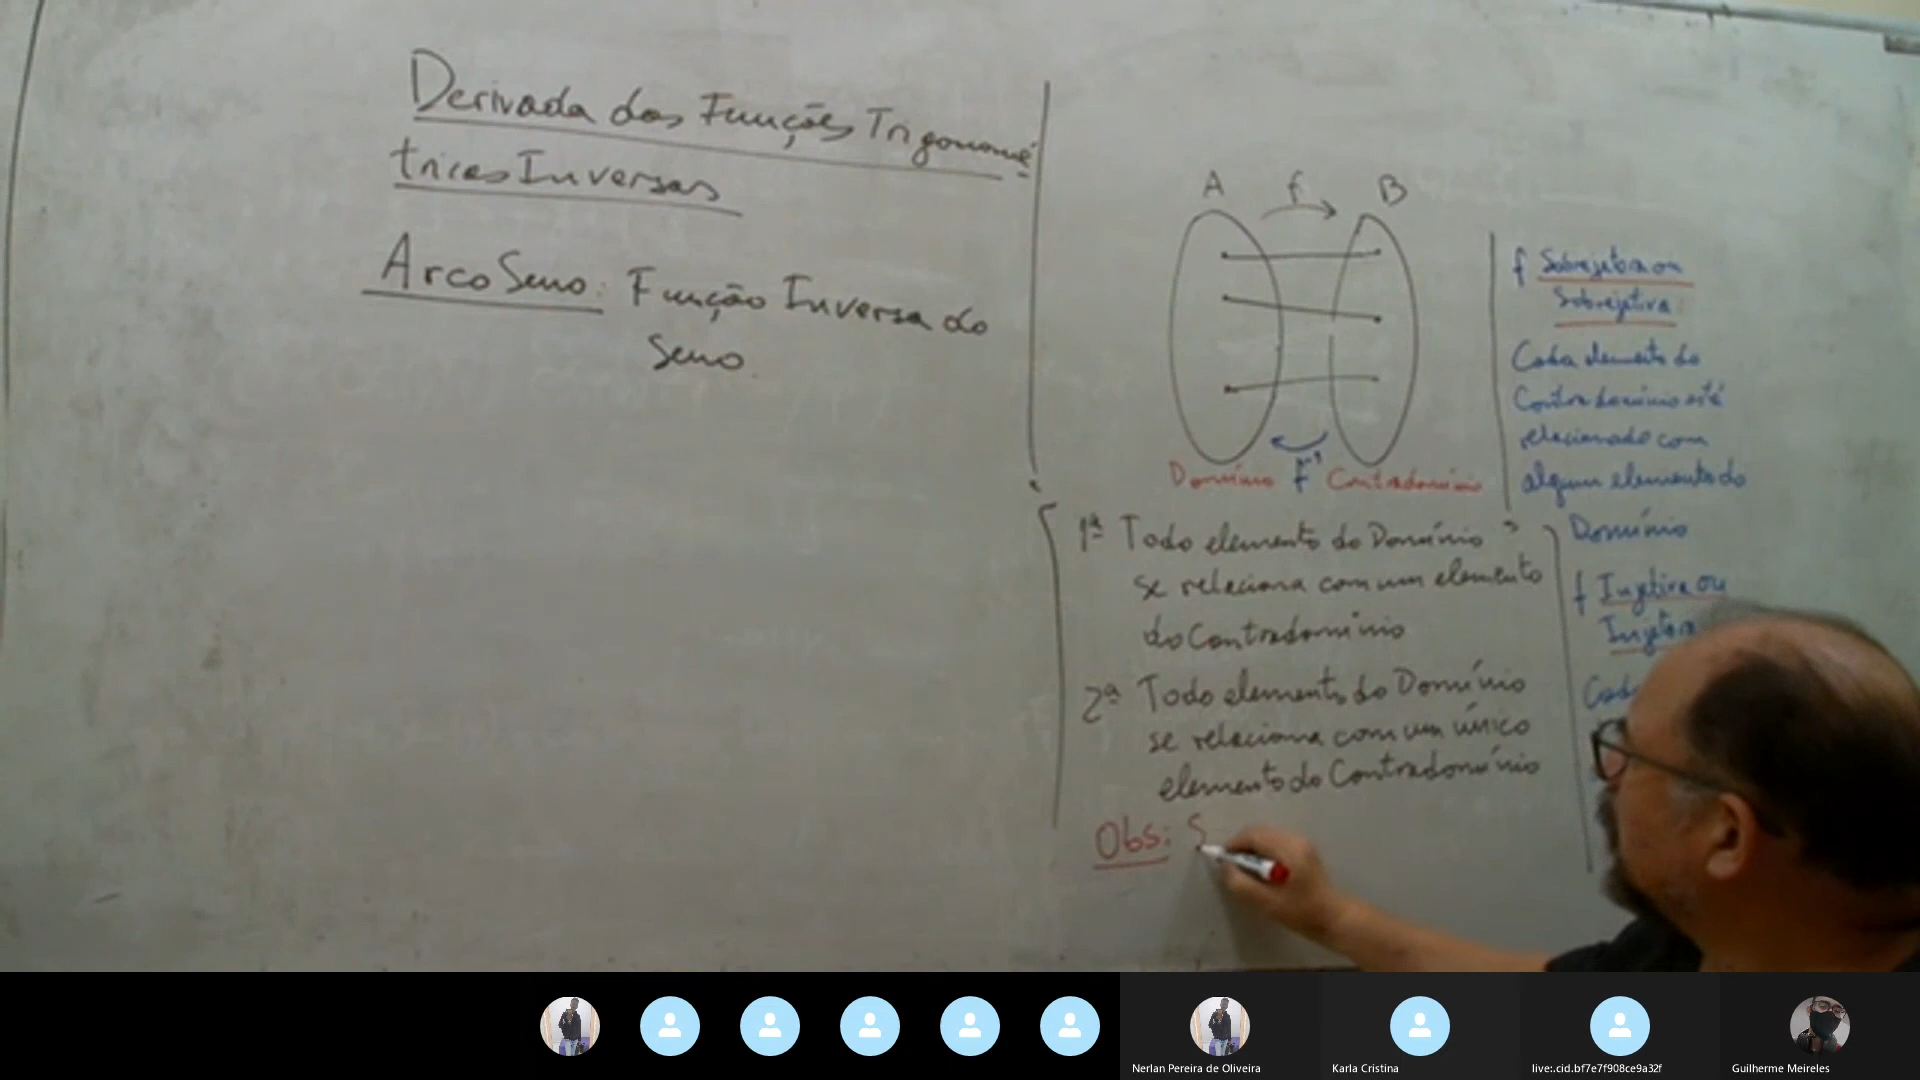 Derivada das Funções Trigonomé
tricas Inversas
Arco Seno: Função Inversa do
Seno.
A f B
Domínio f⁻¹ Contradomínio
1ª Todo elemento do Domínio
se relaciona com um elemento
do Contradomínio
2ª Todo elemento do Domínio
se relaciona com um único
elemento do Contradomínio
Obs: S
f Sobrejetora ou
Sobrejetiva
Cada elemento do
Contradomínio está
relacionado com
algum elemento do
Domínio
f Injetiva ou
Injetora
Nerlan Pereira de Oliveira
Karla Cristina
live:.cid.bf7e7f908ce9a32f
Guilherme Meireles